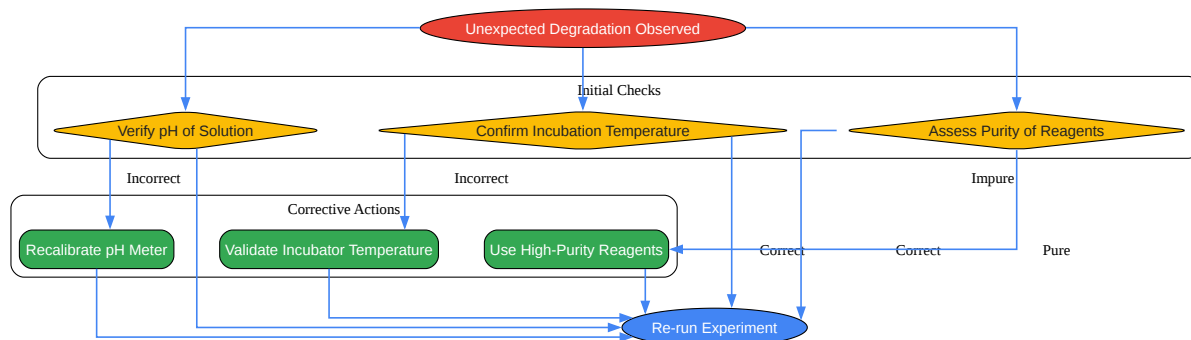 Unexpected Degradation Observed
Initial Checks
Verify pH of Solution
Confirm Incubation Temperature
Assess Purity of Reagents
Incorrect
Incorrect
Impure
Corrective Actions
Recalibrate pH Meter
Validate Incubator Temperature
Use High-Purity Reagents
Correct
Correct
Pure
Re-run Experiment